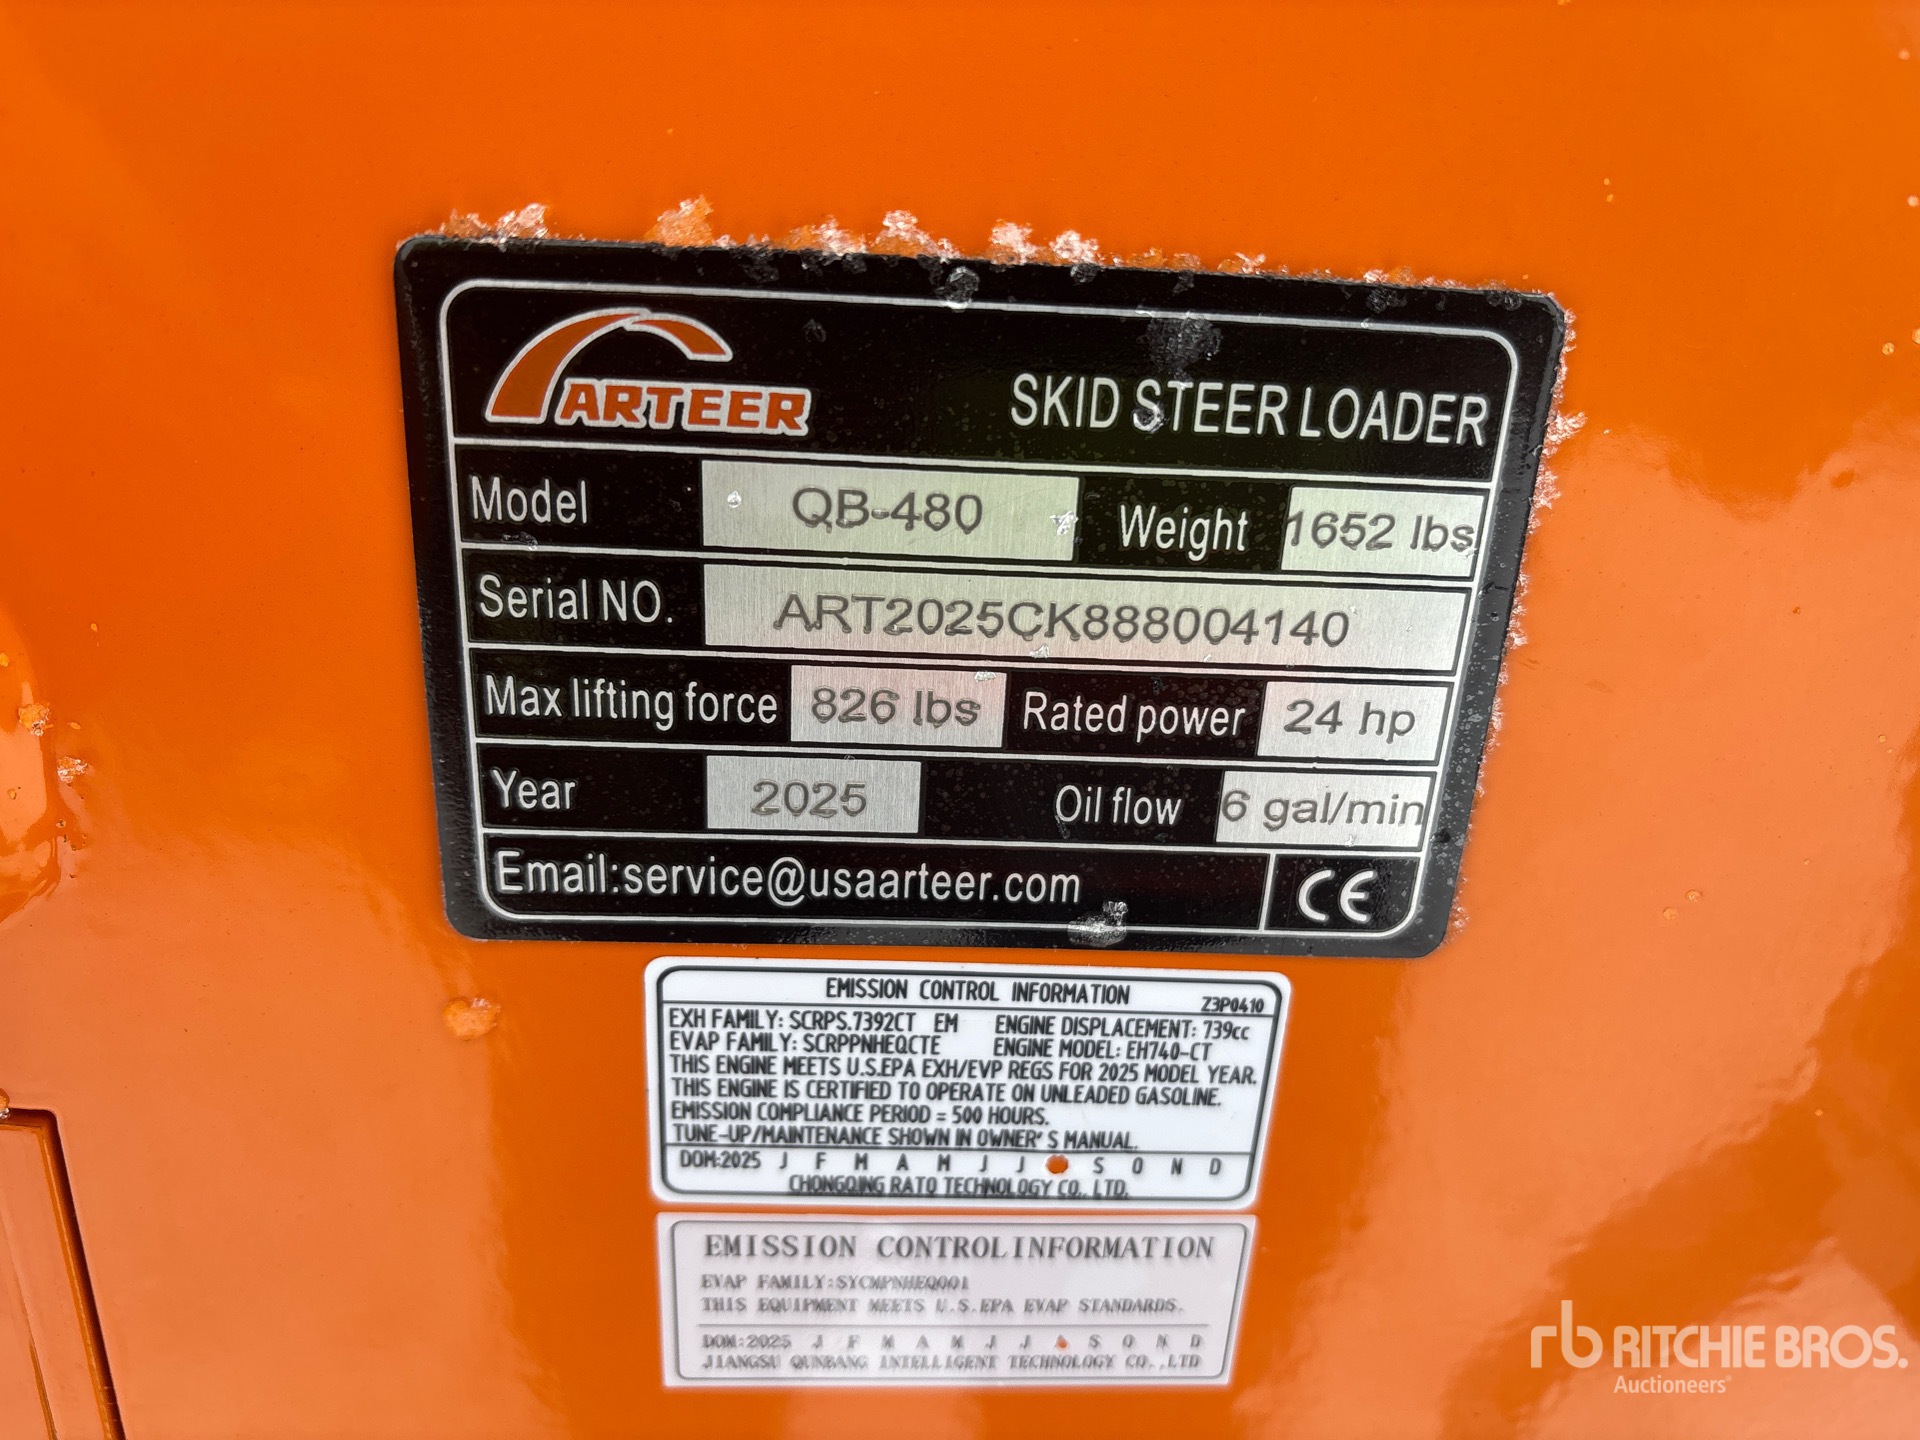 ARTEER
SKID STEER LOADER
Model QB-480 Weight 1652 lbs
Serial NO. ART2025CK888004140
Max lifting force 826 lbs Rated power 24 hp
Year 2025 Oil flow 6 gal/min
Email:service@usaarteer.com CE
EMISSION CONTROL INFORMATION Z3P0410
EXH FAMILY: SCRPS.7392CT EM ENGINE DISPLACEMENT: 739cc
EVAP FAMILY: SCRPPNHEQCTE ENGINE MODEL: EH740-CT
THIS ENGINE MEETS U.S.EPA EXH/EVP REGS FOR 2025 MODEL YEAR.
THIS ENGINE IS CERTIFIED TO OPERATE ON UNLEADED GASOLINE.
EMISSION COMPLIANCE PERIOD = 500 HOURS.
TUNE-UP/MAINTENANCE SHOWN IN OWNER'S MANUAL.
DOM:2025 J F M A M J J S O N D
CHONGQING RATO TECHNOLOGY CO., LTD.
EMISSION CONTROL INFORMATION
EVAP FAMILY:SYCMPNHEQ001
THIS EQUIPMENT MEETS U.S.EPA EVAP STANDARDS.
DOM:2025 J F M A M J J A S O N D
JIANGSU QUNBANG INTELLIGENT TECHNOLOGY CO.,LTD
rb RITCHIE BROS.
Auctioneers